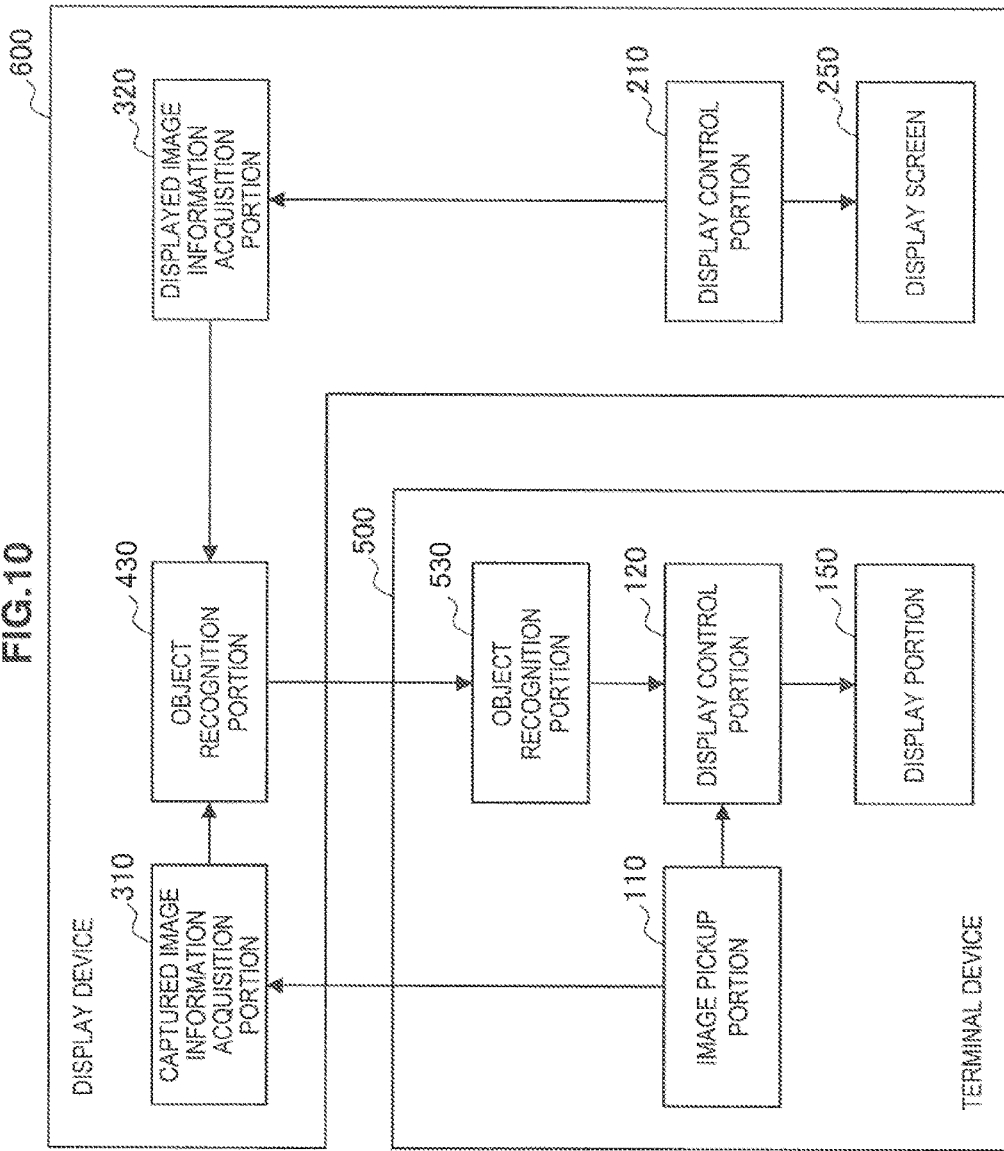 FIG.10
600
DISPLAY DEVICE
310
CAPTURED IMAGE
INFORMATION
ACQUISITION
PORTION
430
OBJECT
RECOGNITION
PORTION
320
DISPLAYED IMAGE
INFORMATION
ACQUISITION
PORTION
500
530
OBJECT
RECOGNITION
PORTION
110
IMAGE PICKUP
PORTION
120
DISPLAY CONTROL
PORTION
210
DISPLAY CONTROL
PORTION
150
DISPLAY PORTION
250
DISPLAY SCREEN
TERMINAL DEVICE